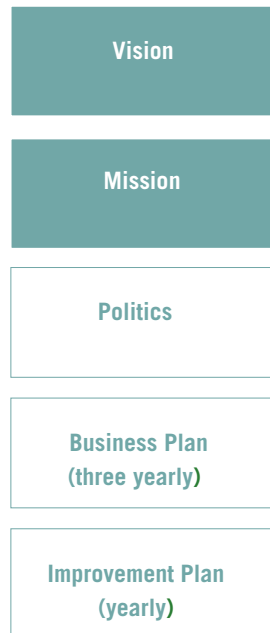 Vision
Mission
Politics
Business Plan
(three yearly)
Improvement Plan
(yearly)